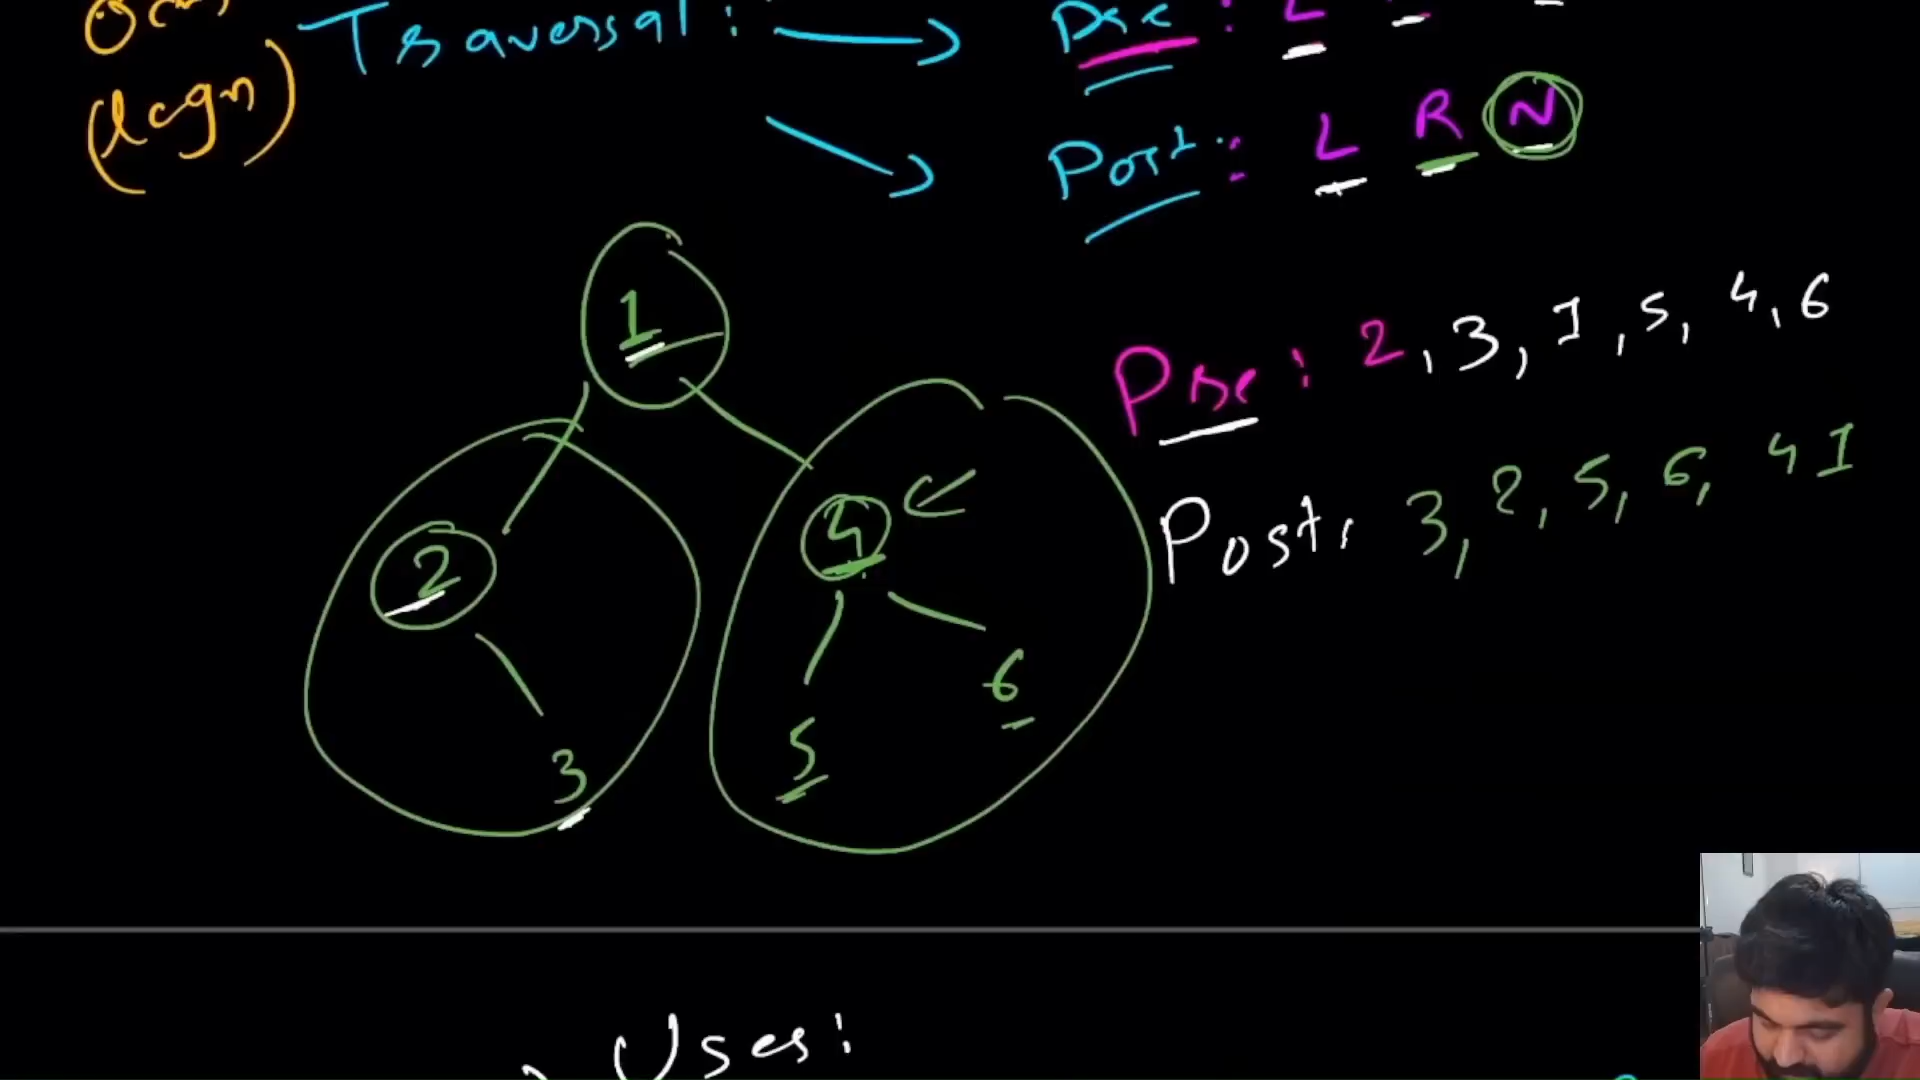 (logn)
Traversal : → Pre : L
Post : L R N
1
2
4
3
5
6
Pre : 2, 3, 1, 5, 4, 6
Post, 3, 2, 5, 6, 4 1
Uses: